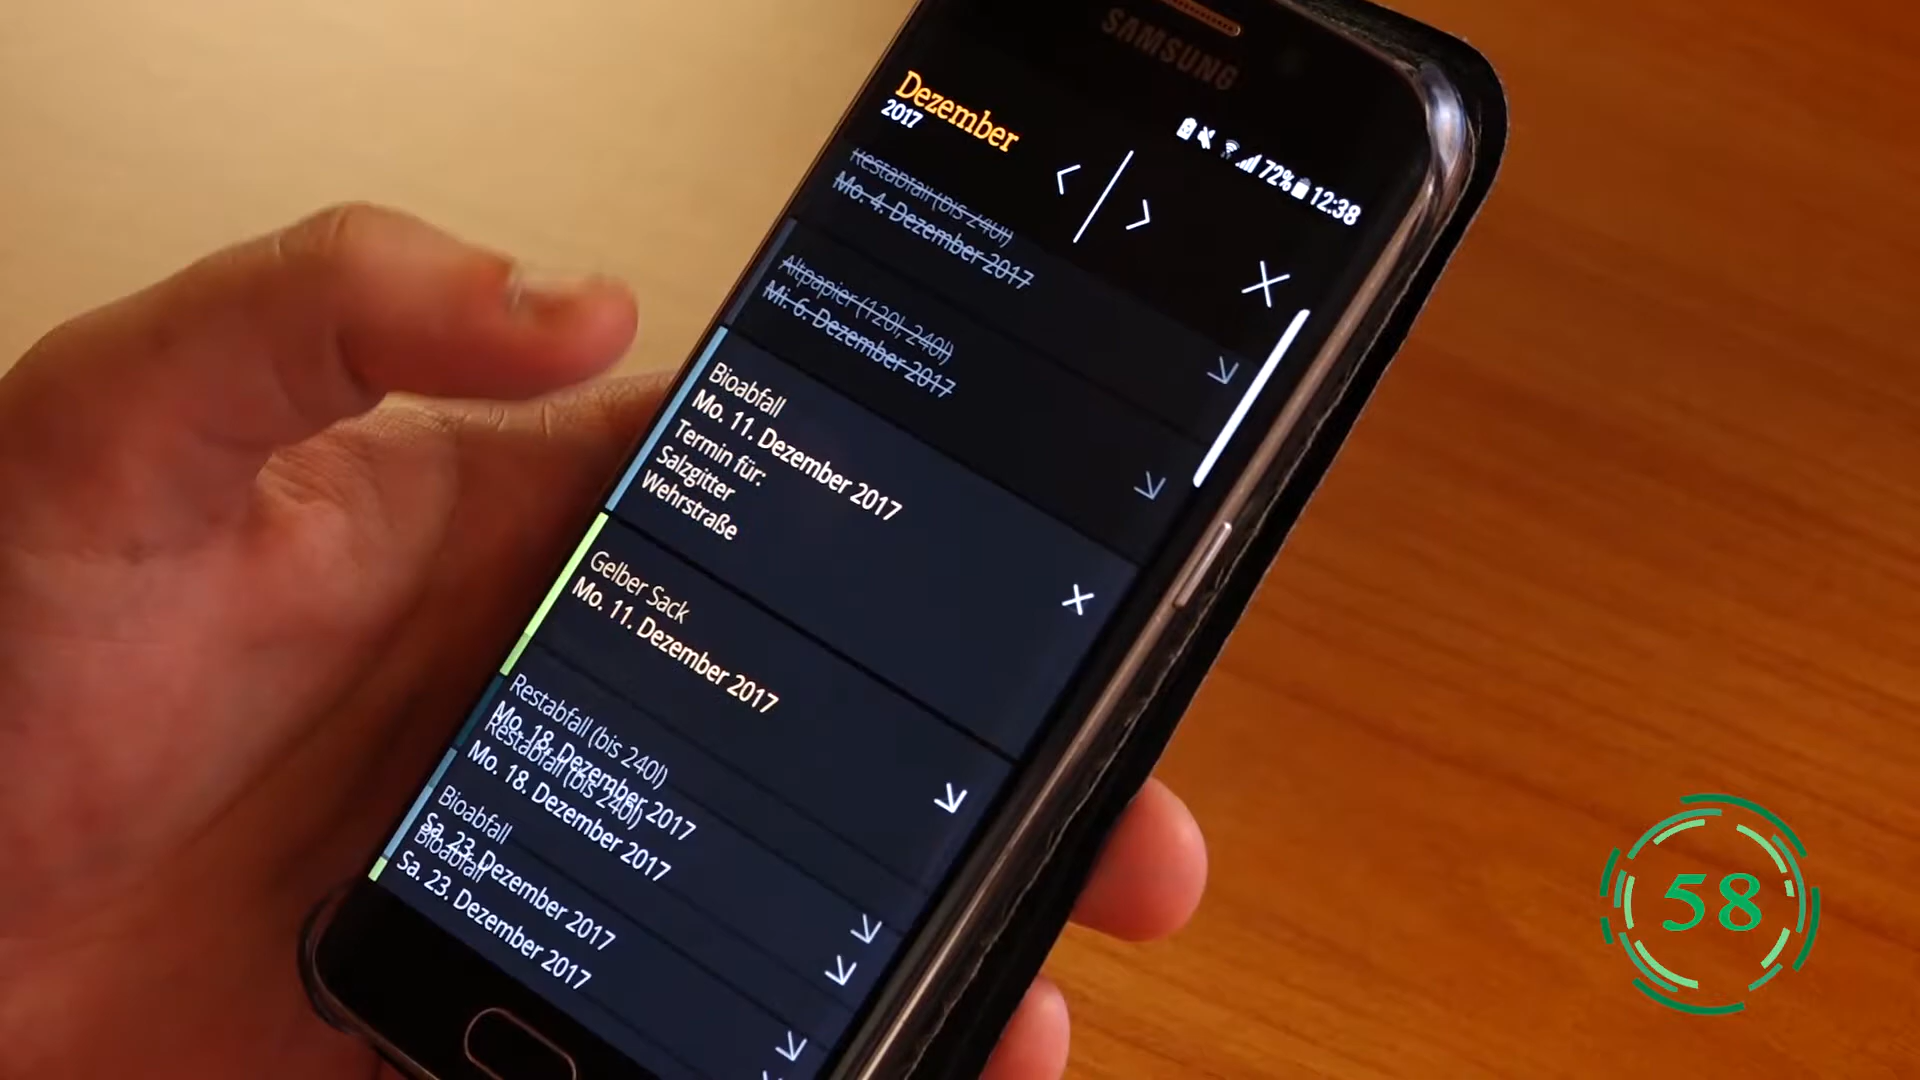 SAMSUNG
72% 12:38
Dezember
2017
Restabfall (bis 240l)
Mo. 4. Dezember 2017
Altpapier (120l, 240l)
Mi. 6. Dezember 2017
Bioabfall
Mo. 11. Dezember 2017
Termin für:
Salzgitter
Wehrstraße
Gelber Sack
Mo. 11. Dezember 2017
Restabfall (bis 240l)
Mo. 18. Dezember 2017
Restabfall (bis 240l)
Mo. 18. Dezember 2017
Bioabfall
Sa. 23. Dezember 2017
Bioabfall
Sa. 23. Dezember 2017
58